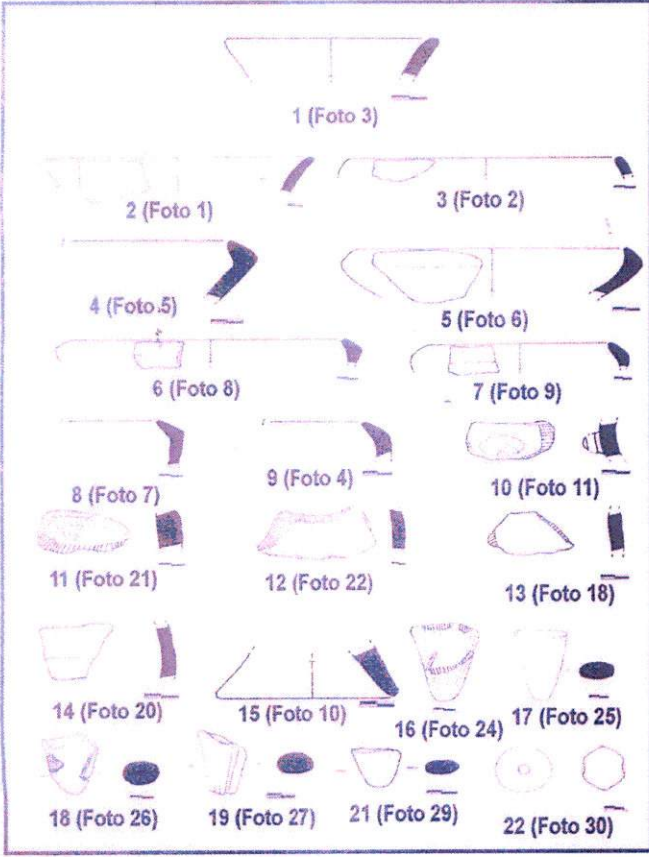 1 (Foto 3)
2 (Foto 1)
3 (Foto 2)
4 (Foto 5)
5 (Foto 6)
6 (Foto 8)
7 (Foto 9)
8 (Foto 7)
9 (Foto 4)
10 (Foto 11)
11 (Foto 21)
12 (Foto 22)
13 (Foto 18)
14 (Foto 20)
15 (Foto 10)
16 (Foto 24)
17 (Foto 25)
18 (Foto 26)
19 (Foto 27)
21 (Foto 29)
22 (Foto 30)